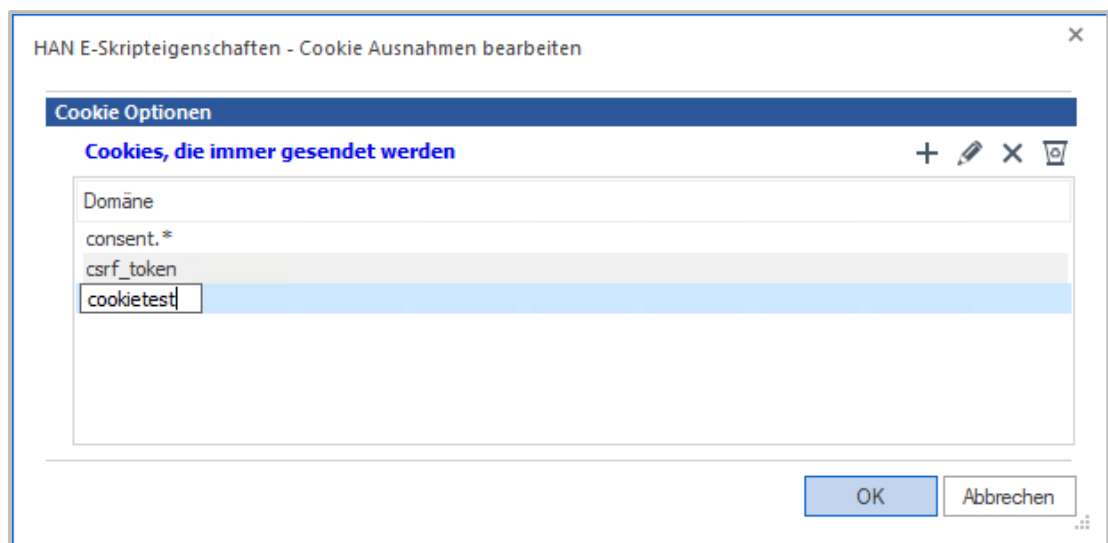 HAN E-Skripteigenschaften - Cookie Ausnahmen bearbeiten
Cookie Optionen
Cookies, die immer gesendet werden
Domäne
consent.*
csrf_token
cookietest
OK Abbrechen